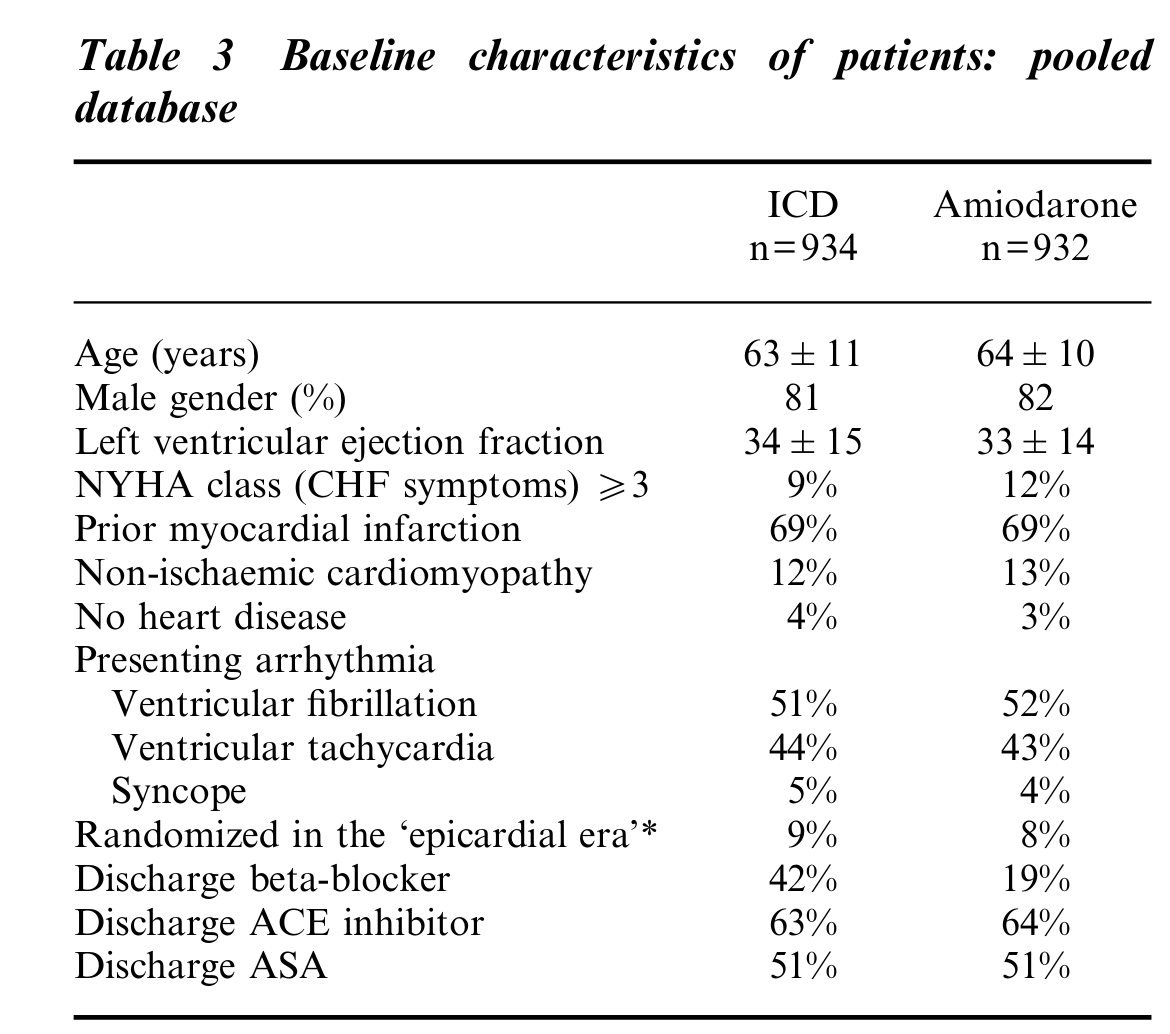 Table 3 Baseline characteristics of patients: pooled
database
ICD Amiodarone
n=934 n=932
Age (years) 63 ± 11 64 ± 10
Male gender (%) 81 82
Left ventricular ejection fraction 34 ± 15 33 ± 14
NYHA class (CHF symptoms) ⩾3 9% 12%
Prior myocardial infarction 69% 69%
Non-ischaemic cardiomyopathy 12% 13%
No heart disease 4% 3%
Presenting arrhythmia
Ventricular fibrillation 51% 52%
Ventricular tachycardia 44% 43%
Syncope 5% 4%
Randomized in the ‘epicardial era’* 9% 8%
Discharge beta-blocker 42% 19%
Discharge ACE inhibitor 63% 64%
Discharge ASA 51% 51%